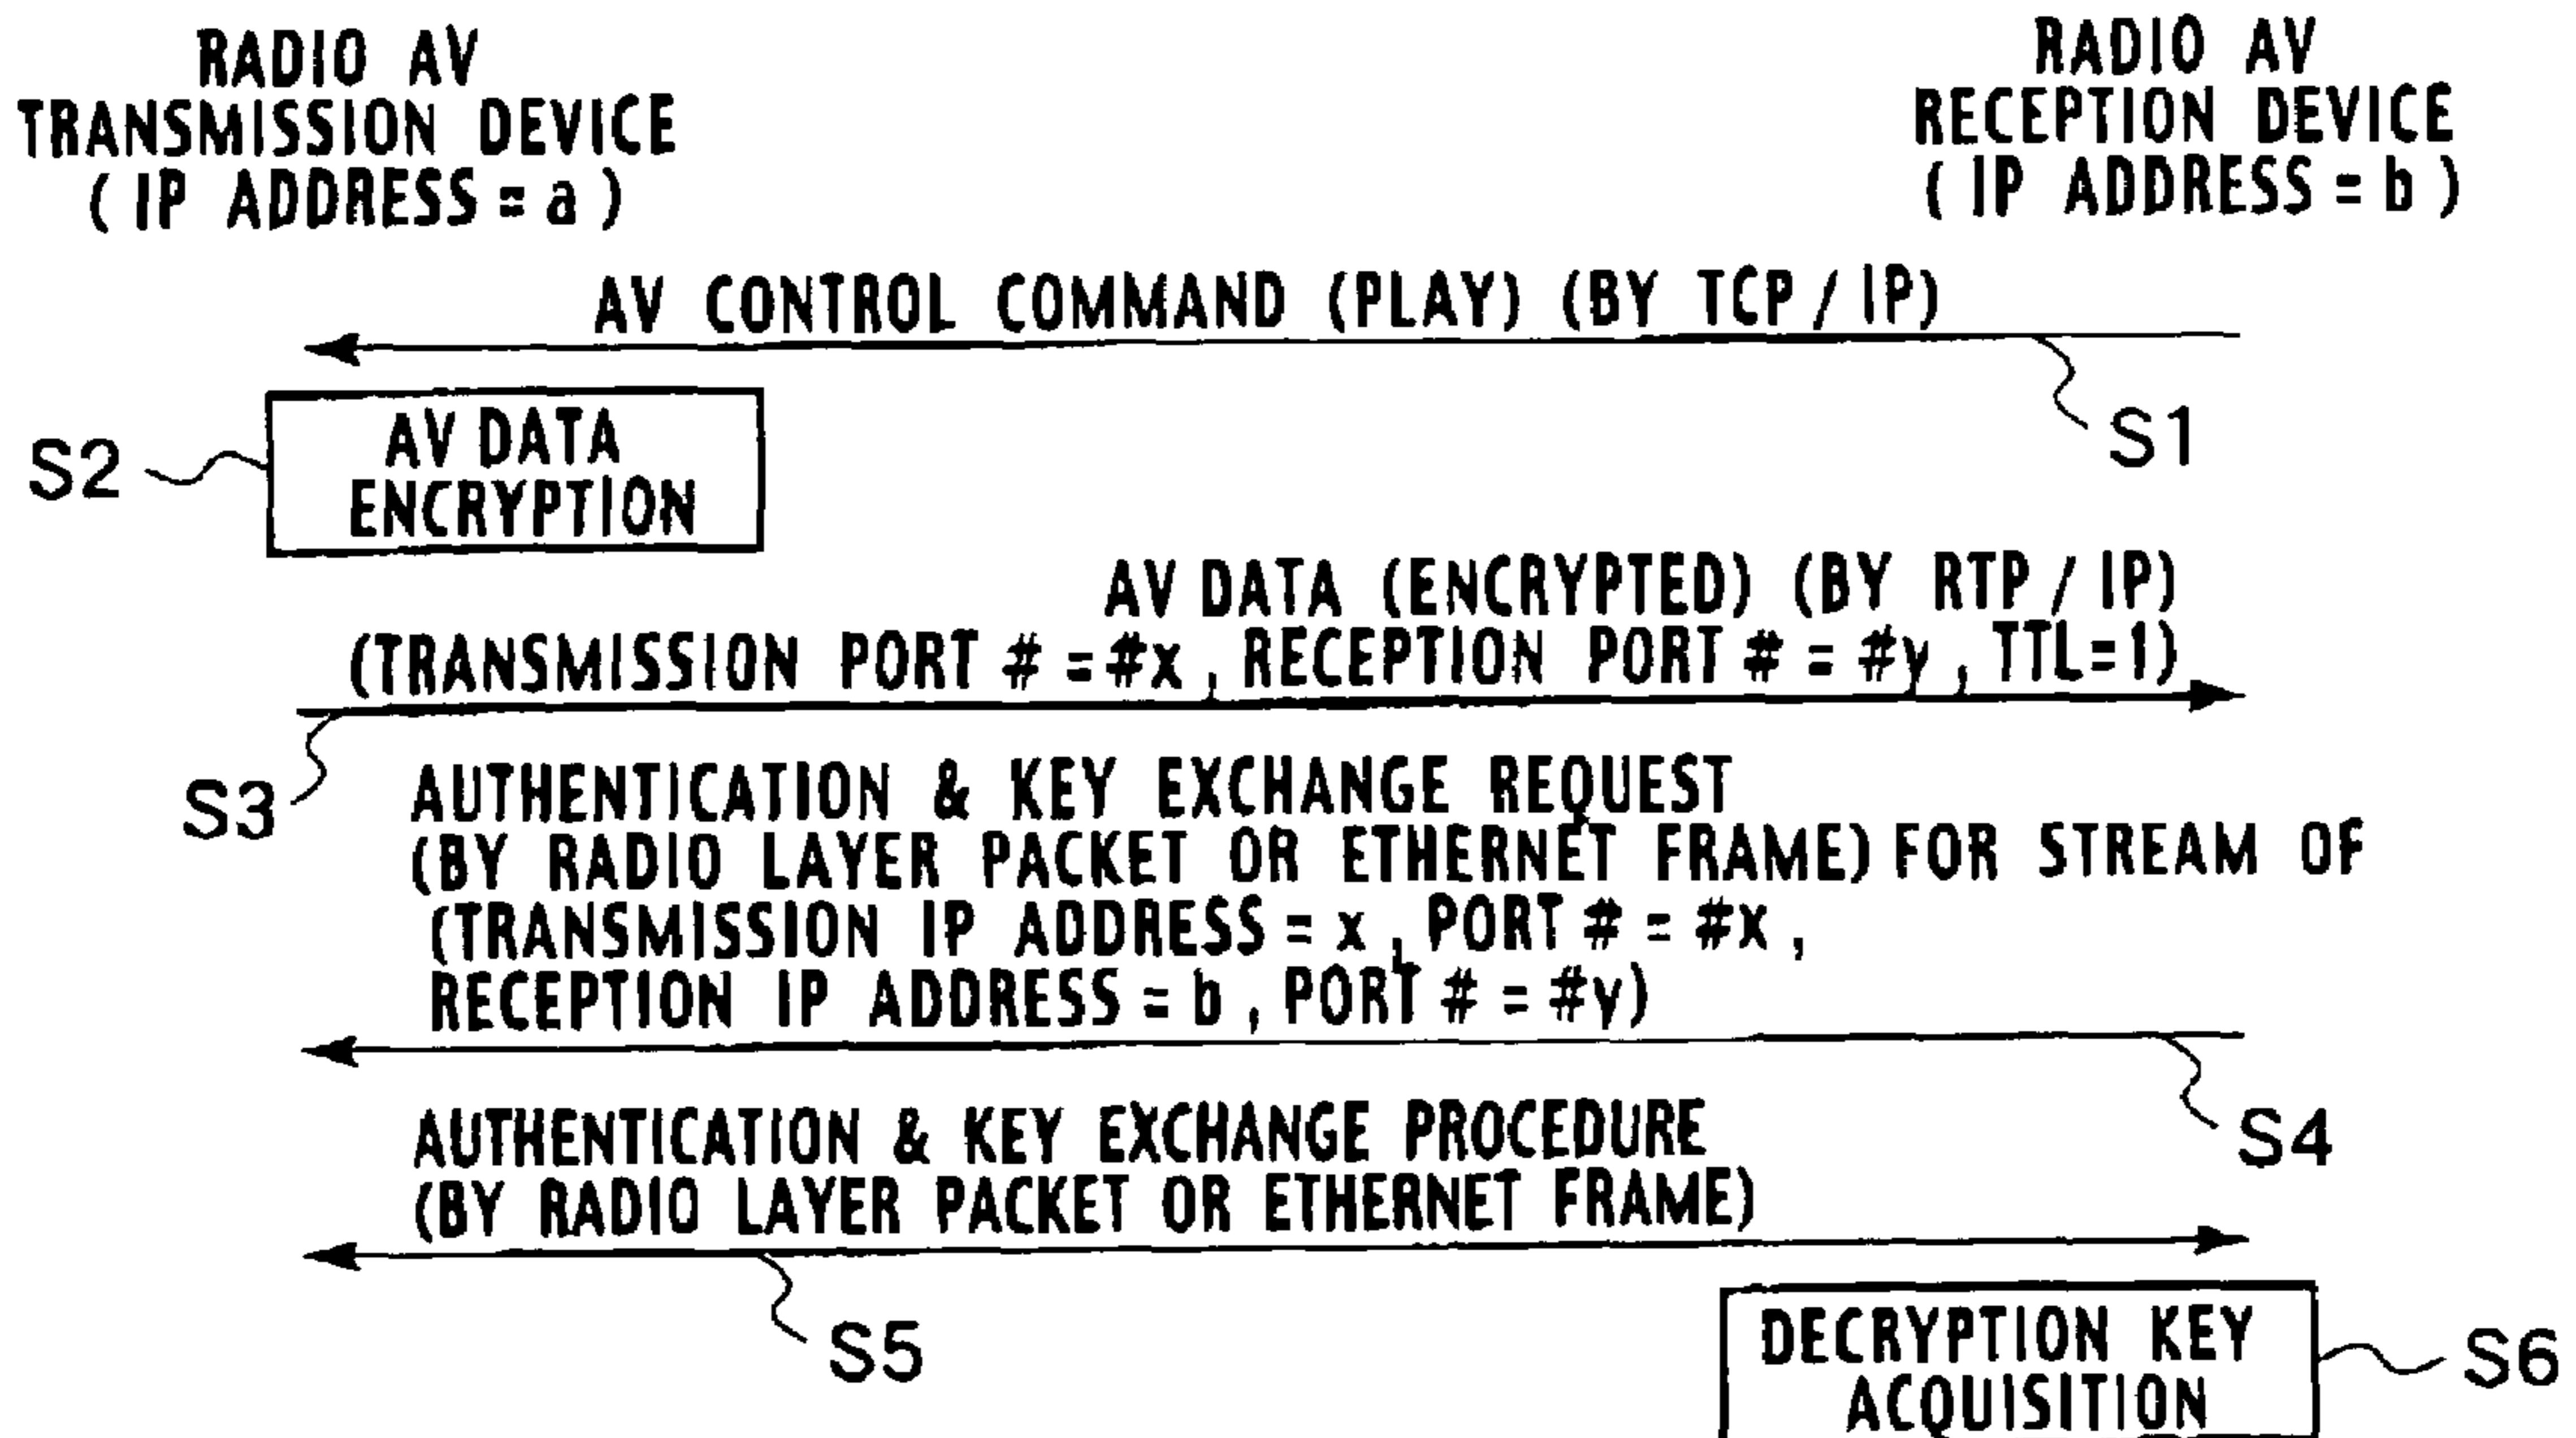 RADIO AV
TRANSMISSION DEVICE
( IP ADDRESS = a )
RADIO AV
RECEPTION DEVICE
( IP ADDRESS = b )
AV CONTROL COMMAND (PLAY) (BY TCP / IP)
S1
S2
AV DATA
ENCRYPTION
AV DATA (ENCRYPTED) (BY RTP / IP)
(TRANSMISSION PORT # = #x , RECEPTION PORT # = #y , TTL=1)
S3
AUTHENTICATION & KEY EXCHANGE REQUEST
(BY RADIO LAYER PACKET OR ETHERNET FRAME) FOR STREAM OF
(TRANSMISSION IP ADDRESS = x , PORT # = #x ,
RECEPTION IP ADDRESS = b , PORT # = #y)
S4
AUTHENTICATION & KEY EXCHANGE PROCEDURE
(BY RADIO LAYER PACKET OR ETHERNET FRAME)
S5
DECRYPTION KEY
ACQUISITION
S6